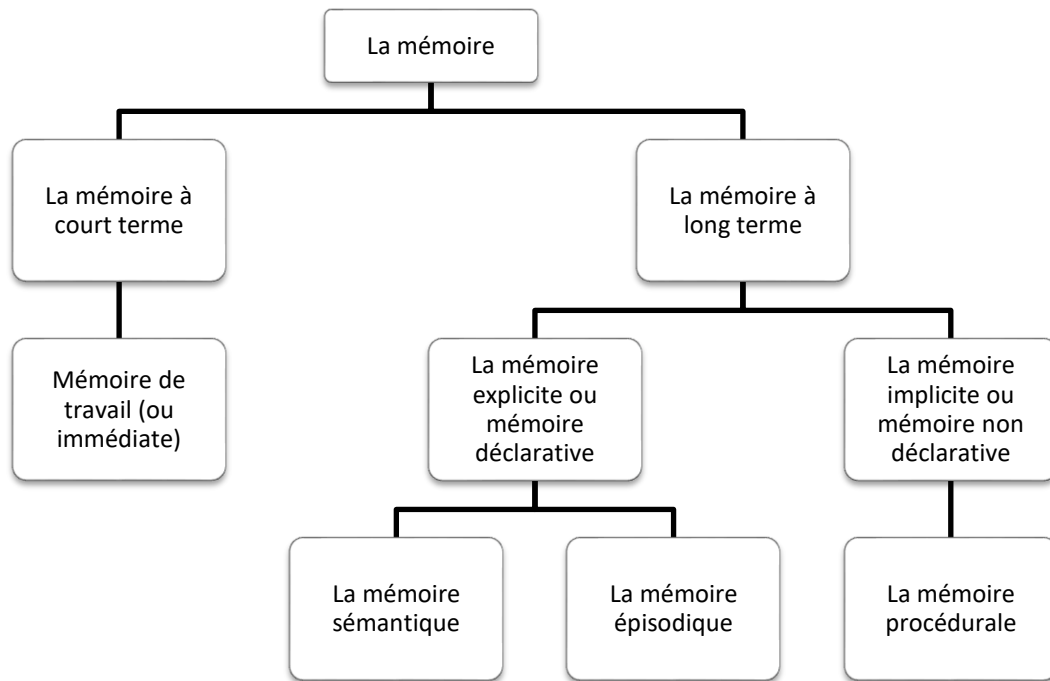 La mémoire
La mémoire à
court terme
La mémoire à
long terme
Mémoire de
travail (ou
immédiate)
La mémoire
explicite ou
mémoire
déclarative
La mémoire
implicite ou
mémoire non
déclarative
La mémoire
sémantique
La mémoire
épisodique
La mémoire
procédurale